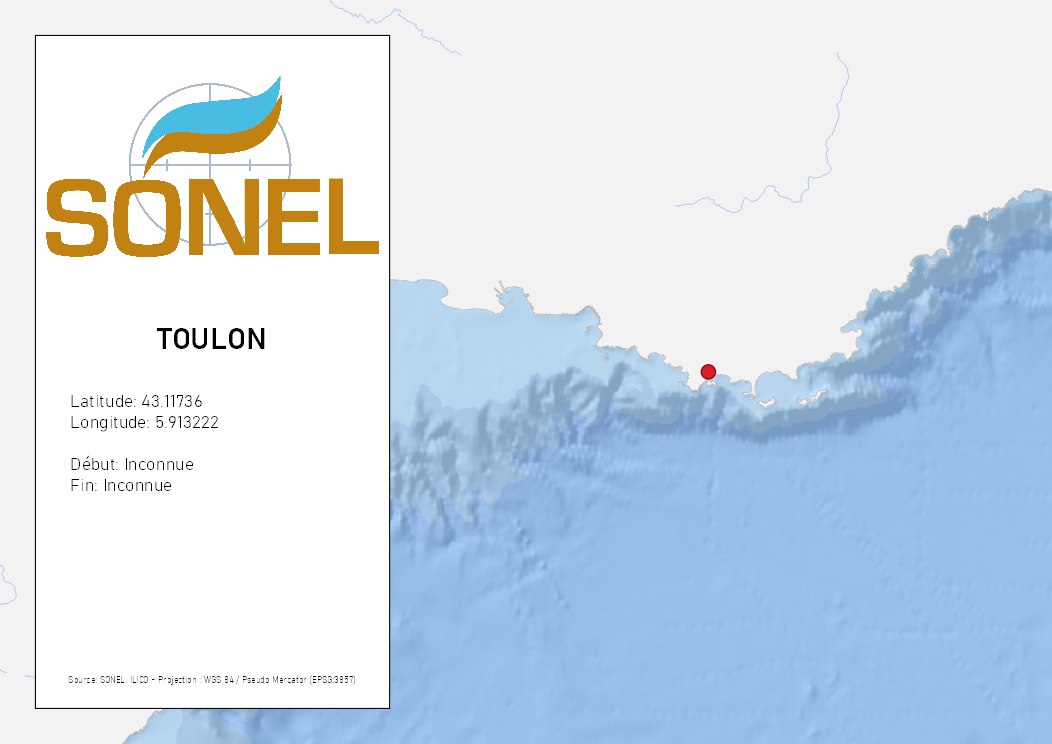 SONEL
TOULON
Latitude: 43.11736
Longitude: 5.913222
Début: Inconnue
Fin: Inconnue
Source: SONEL, ILICO - Projection : WGS 84 / Pseudo Mercator (EPSG:3857)